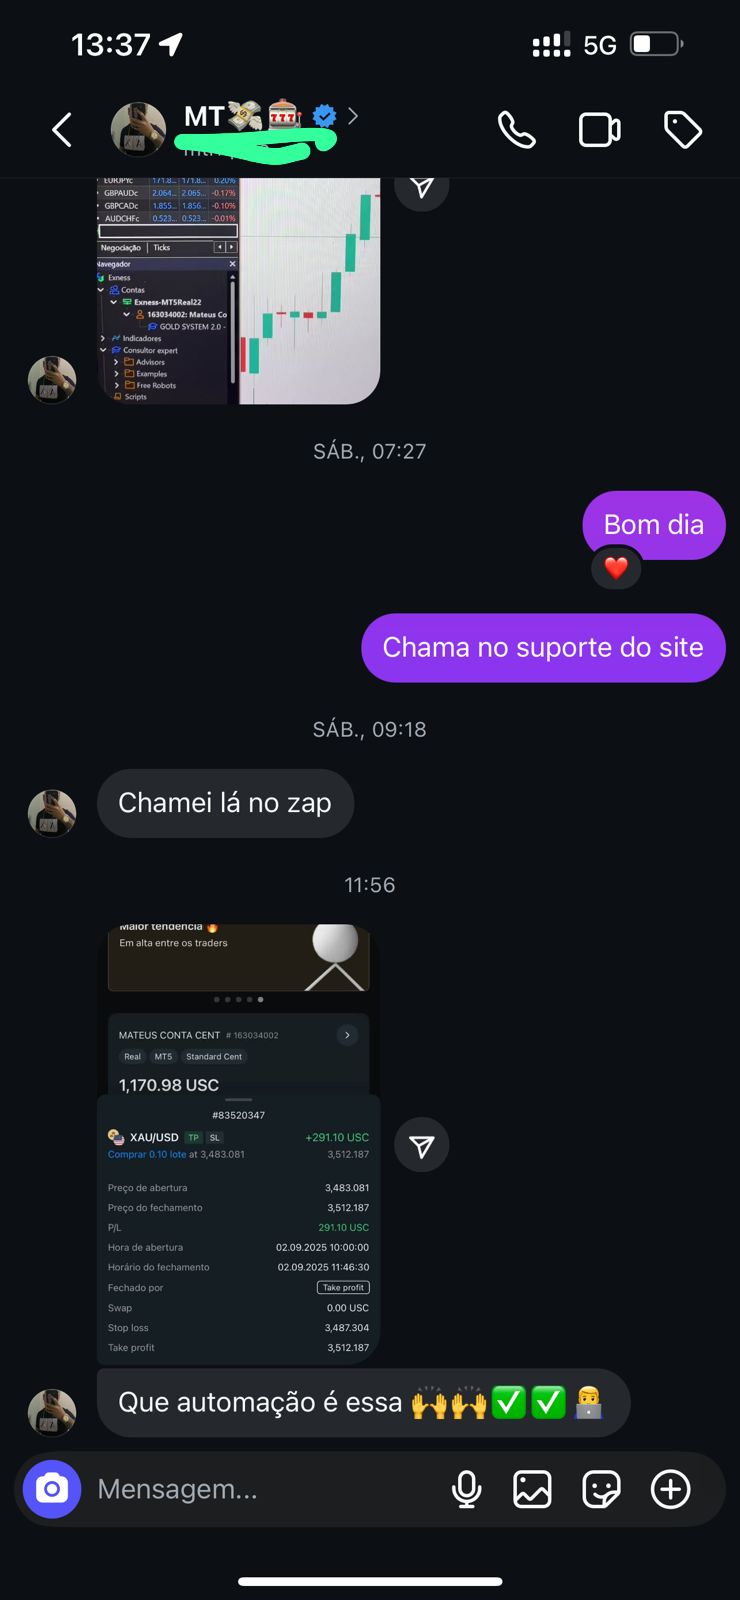 13:37
5G
MT
EURJPYc 171.8... 171.8... 0.20%
GBPAUDc 2.064... 2.065... -0.17%
GBPCADc 1.855... 1.856... -0.10%
AUDCHFc 0.523... 0.523... -0.01%
Negociação | Ticks
Navegador
Exness
Contas
Exness-MT5Real22
163034002: Mateus Co
GOLD SYSTEM 2.0 -
Indicadores
Consultor expert
Advisors
Examples
Free Robots
Scripts
SÁB., 07:27
Bom dia
Chama no suporte do site
SÁB., 09:18
Chamei lá no zap
11:56
Maior tendência 🔥
Em alta entre os traders
MATEUS CONTA CENT # 163034002
Real MT5 Standard Cent
1,170.98 USC
#83520347
XAU/USD TP SL +291.10 USC
Comprar 0.10 lote at 3,483.081 3,512.187
Preço de abertura 3,483.081
Preço do fechamento 3,512.187
P/L 291.10 USC
Hora de abertura 02.09.2025 10:00:00
Horário do fechamento 02.09.2025 11:46:30
Fechado por Take profit
Swap 0.00 USC
Stop loss 3,487.304
Take profit 3,512.187
Que automação é essa 🙌🙌✅✅👨‍💻
Mensagem...